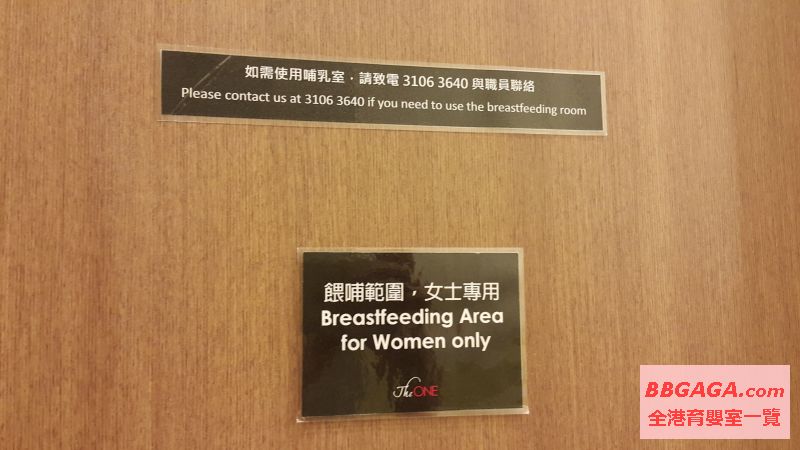 如需使用哺乳室，請致電 3106 3640 與職員聯絡
Please contact us at 3106 3640 if you need to use the breastfeeding room
餵哺範圍，女士專用
Breastfeeding Area
for Women only
The ONE
BBGAGA.com
全港育嬰室一覽